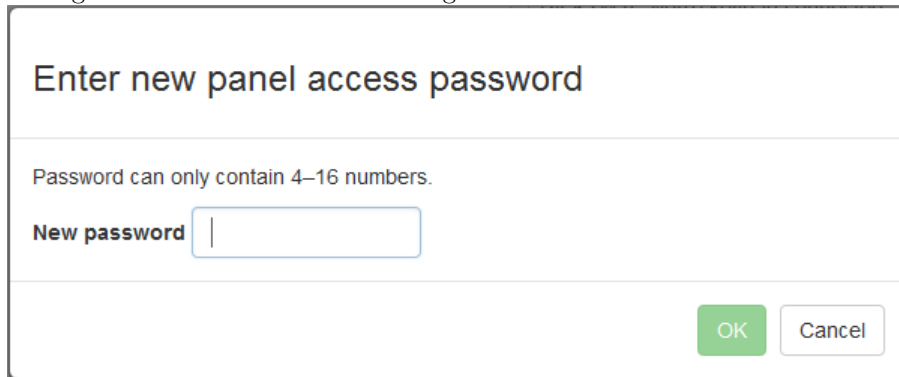 Enter new panel access password
Password can only contain 4–16 numbers.
New password
OK
Cancel